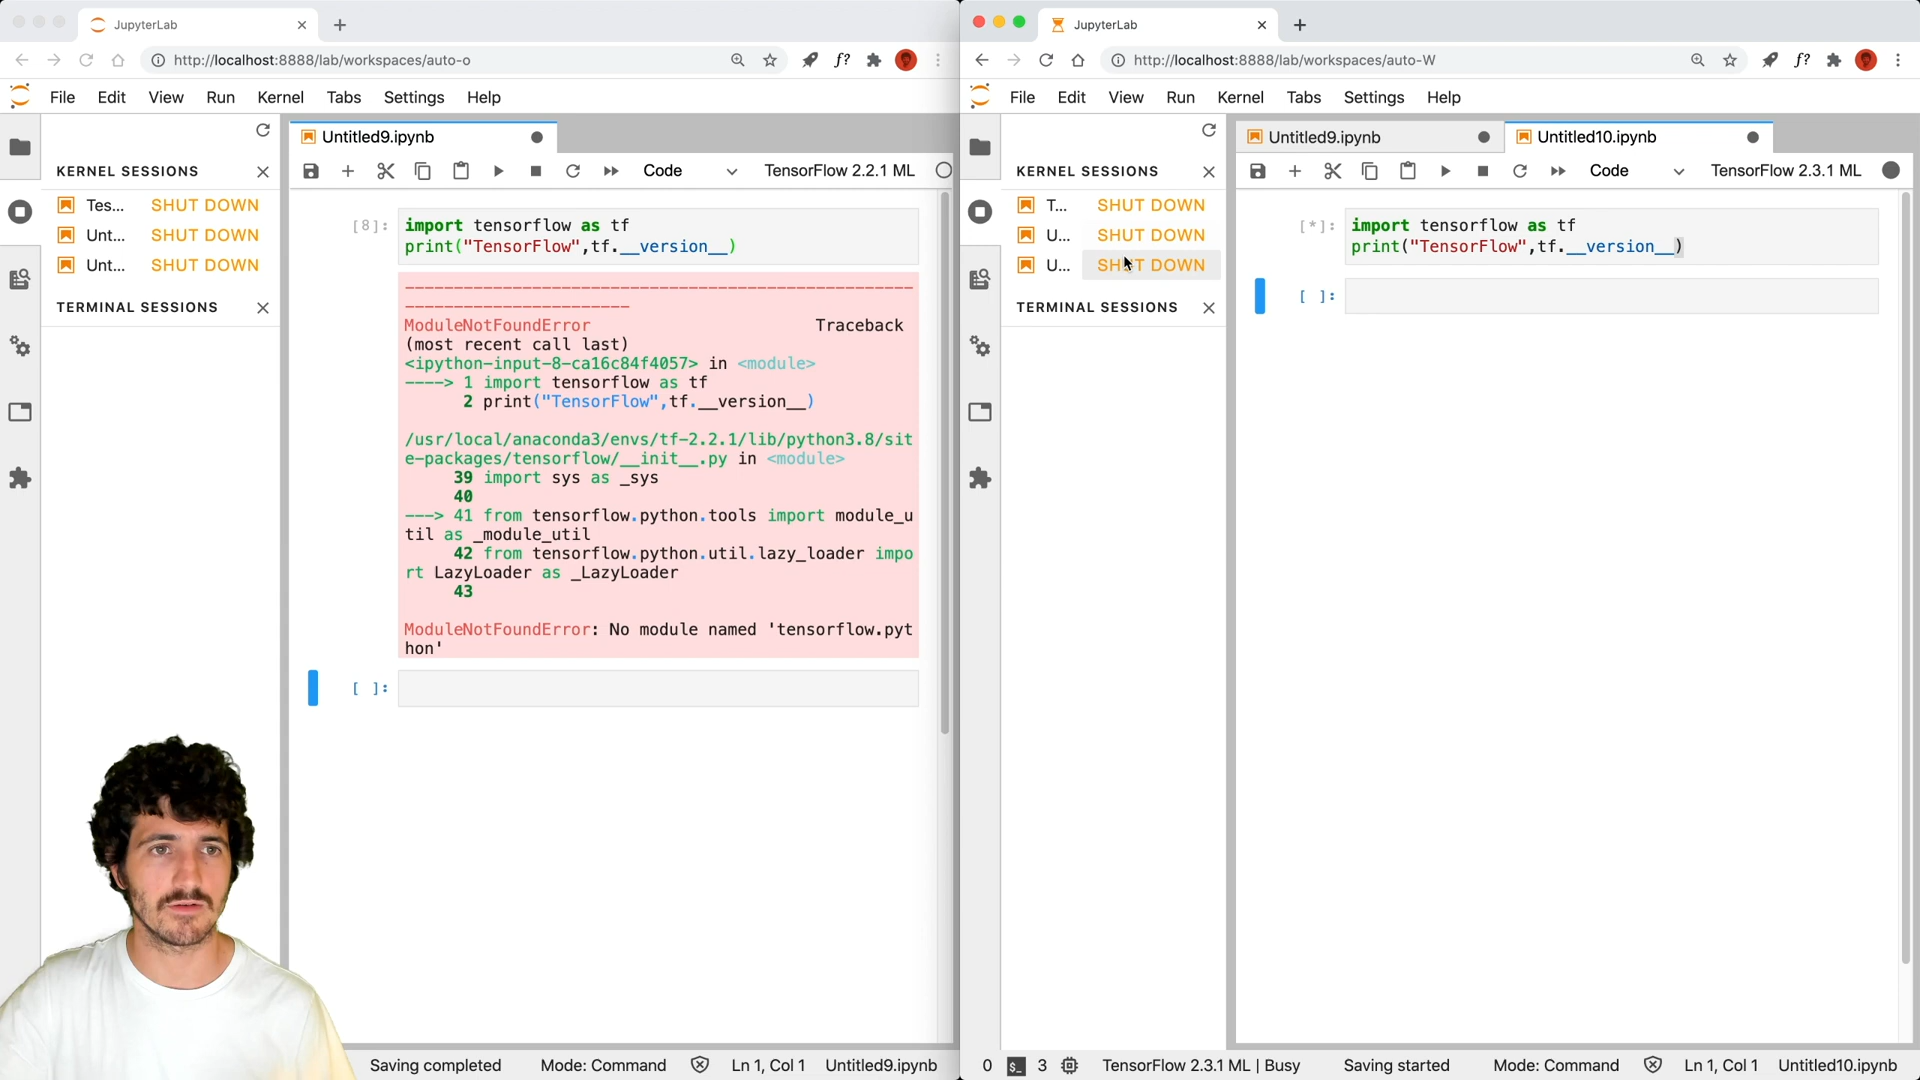 JupyterLab
http://localhost:8888/lab/workspaces/auto-o
File Edit View Run Kernel Tabs Settings Help
KERNEL SESSIONS
Tes... SHUT DOWN
Unt... SHUT DOWN
Unt... SHUT DOWN
TERMINAL SESSIONS
Untitled9.ipynb
Code TensorFlow 2.2.1 ML
[8]: import tensorflow as tf
print("TensorFlow",tf.__version__)
---------------------------------------------------------------------------
ModuleNotFoundError Traceback
(most recent call last)
<ipython-input-8-ca16c84f4057> in <module>
----> 1 import tensorflow as tf
2 print("TensorFlow",tf.__version__)
/usr/local/anaconda3/envs/tf-2.2.1/lib/python3.8/sit
e-packages/tensorflow/__init__.py in <module>
39 import sys as _sys
40
---> 41 from tensorflow.python.tools import module_u
til as _module_util
42 from tensorflow.python.util.lazy_loader impo
rt LazyLoader as _LazyLoader
43
ModuleNotFoundError: No module named 'tensorflow.pyt
hon'
[ ]:
Saving completed Mode: Command Ln 1, Col 1 Untitled9.ipynb
JupyterLab
http://localhost:8888/lab/workspaces/auto-W
File Edit View Run Kernel Tabs Settings Help
KERNEL SESSIONS
T... SHUT DOWN
U... SHUT DOWN
U... SHUT DOWN
TERMINAL SESSIONS
Untitled9.ipynb Untitled10.ipynb
Code TensorFlow 2.3.1 ML
[*]: import tensorflow as tf
print("TensorFlow",tf.__version__)
[ ]:
0 3 TensorFlow 2.3.1 ML | Busy Saving started Mode: Command Ln 1, Col 1 Untitled10.ipynb